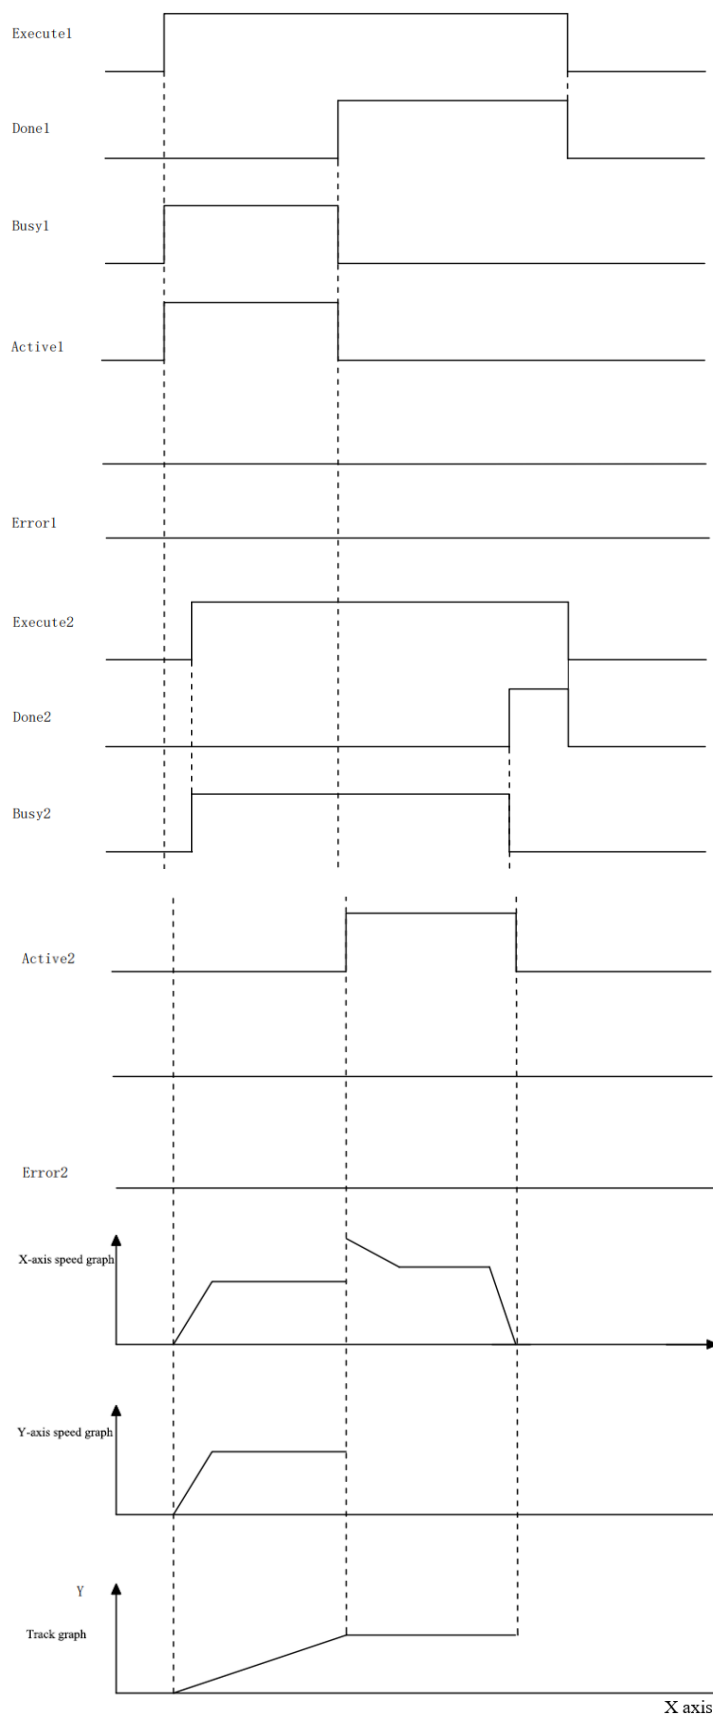 Execute1
Done1
Busy1
Active1
Error1
Execute2
Done2
Busy2
Active2
Error2
X-axis speed graph
Y-axis speed graph
Y
Track graph
X axis